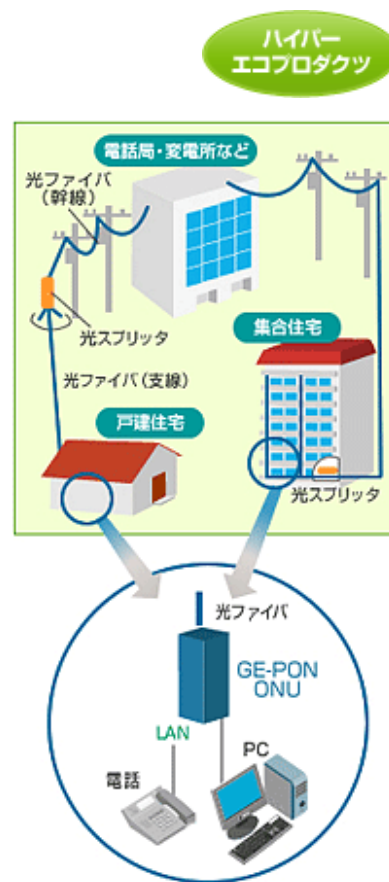 ハイパー
エコプロダクツ
電話局・変電所など
光ファイバ
(幹線)
光スプリッタ
集合住宅
光ファイバ(支線)
戸建住宅
光スプリッタ
光ファイバ
GE-PON
ONU
LAN
PC
電話